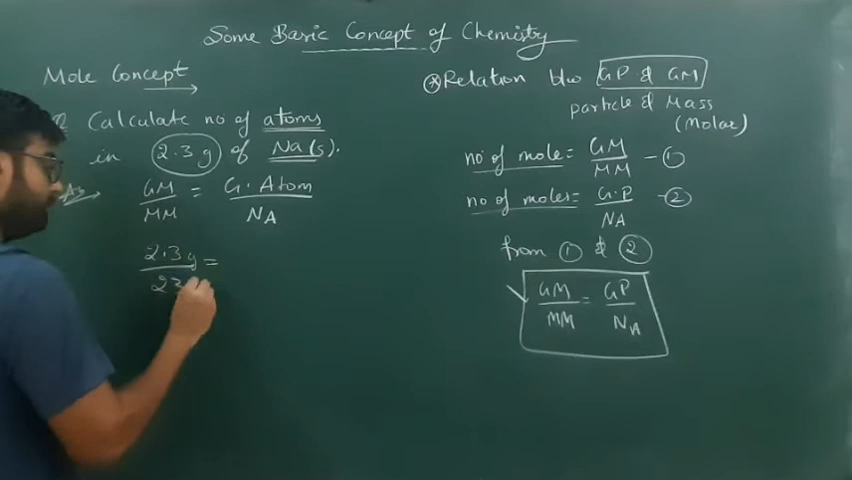 Some Basic Concept of Chemistry
Mole Concept
Calculate no of atoms
in 2.3 g of Na(s).
Ans → GM/MM = G. Atom/NA
2.3 g/23 =
* Relation b/w GP & GM
particle & Mass
(Molar)
no of mole = GM/MM - ①
no of moles = G.P/NA - ②
from ① & ②
GM/MM = GP/NA